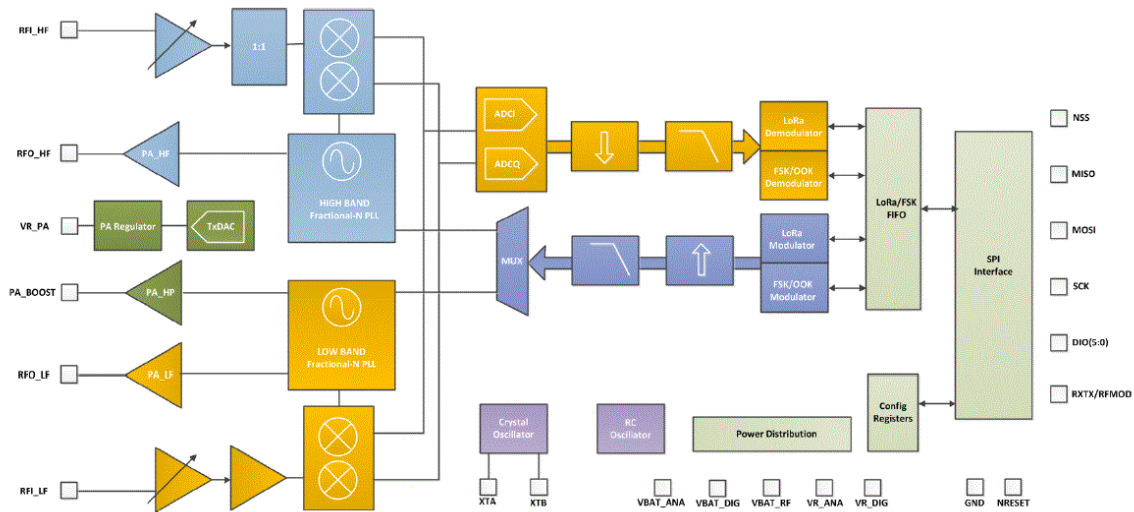 RFI_HF
1:1
RFO_HF
PA_HF
HIGH BAND
Fractional-N PLL
VR_PA
PA Regulator
TxDAC
PA_BOOST
PA_HP
LOW BAND
Fractional-N PLL
RFO_LF
PA_LF
RFI_LF
ADCI
ADCQ
MUX
LoRa
Demodulator
FSK/OOK
Demodulator
LoRa
Modulator
FSK/OOK
Modulator
LoRa/FSK
FIFO
SPI
Interface
NSS
MISO
MOSI
SCK
DIO(5:0)
RXTX/RFMOD
Crystal
Oscillator
RC
Oscillator
Power Distribution
Config
Registers
XTA
XTB
VBAT_ANA
VBAT_DIG
VBAT_RF
VR_ANA
VR_DIG
GND
NRESET